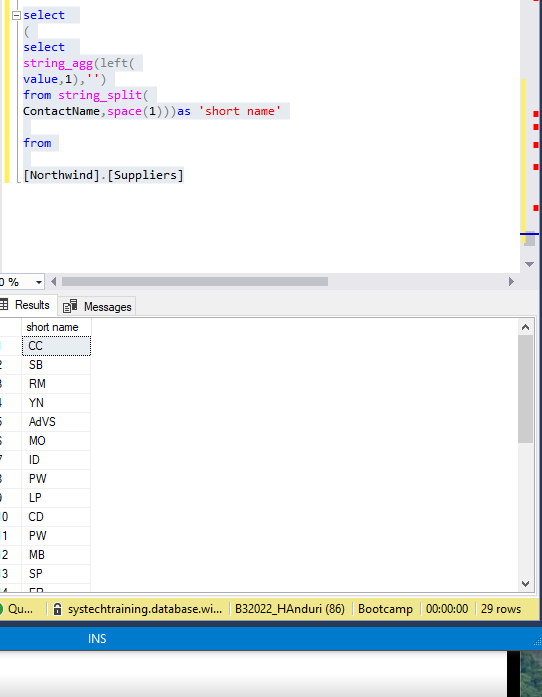 select
(
select
string_agg(left(
value,1),'')
from string_split(
ContactName,space(1)))as 'short name'
from
[Northwind].[Suppliers]
0 %
Results
Messages
short name
CC
2 SB
3 RM
4 YN
5 AdVS
6 MO
7 ID
8 PW
9 LP
10 CD
11 PW
12 MB
13 SP
Qu...
systechtraining.database.wi...
B32022_HAnduri (86)
Bootcamp
00:00:00
29 rows
INS